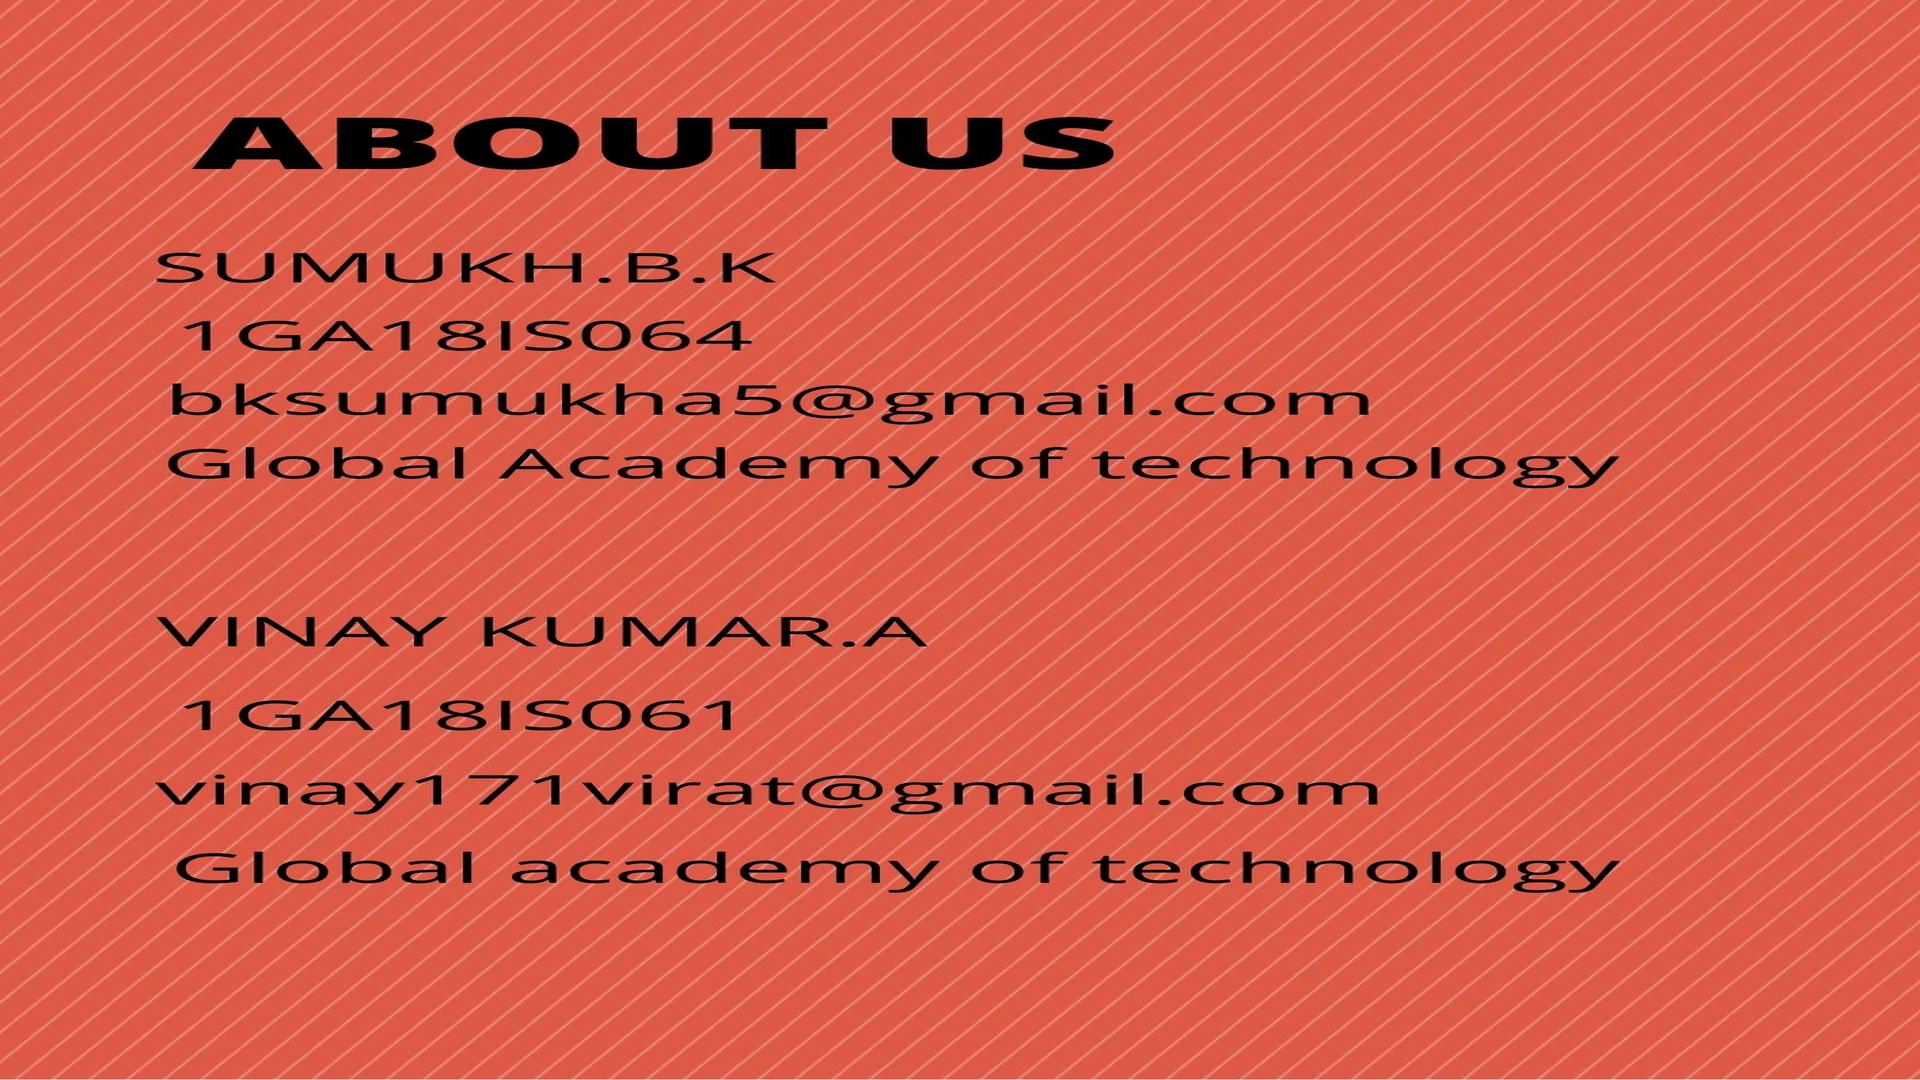 ABOUT US
SUMUKH.B.K
1GA18IS064
bksumukha5@gmail.com
Global Academy of technology
VINAY KUMAR.A
1GA18IS061
vinay171virat@gmail.com
Global academy of technology